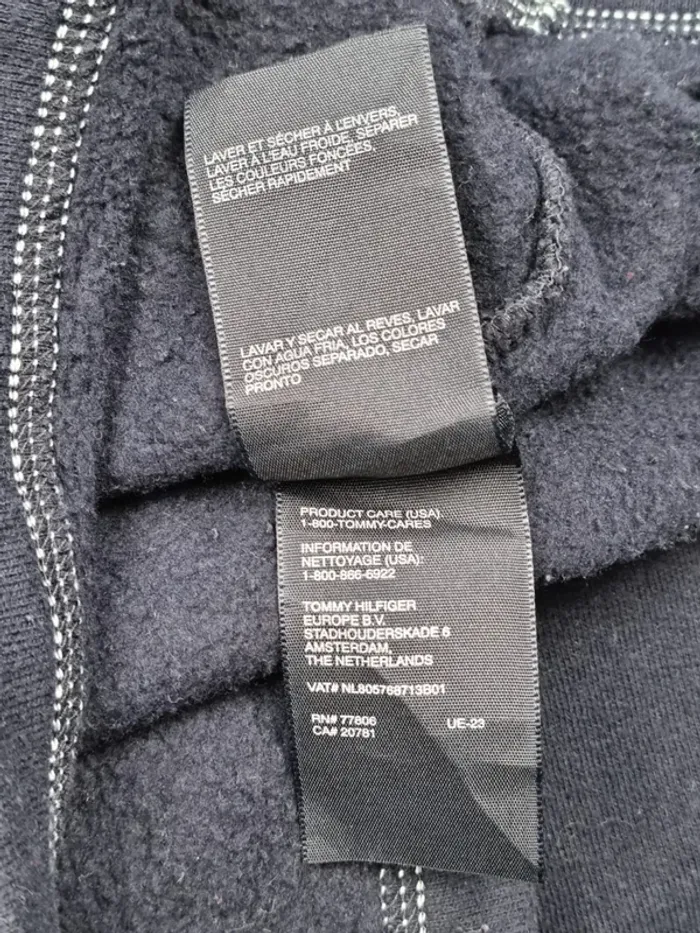 LAVER ET SÉCHER À L'ENVERS,
LAVER À L'EAU FROIDE, SÉPARER
LES COULEURS FONCÉES,
SÉCHER RAPIDEMENT
LAVAR Y SECAR AL REVES, LAVAR
CON AGUA FRIA, LOS COLORES
OSCUROS SEPARADO, SECAR
PRONTO
PRODUCT CARE (USA)
1-800-TOMMY-CARES
INFORMATION DE
NETTOYAGE (USA):
1-800-866-6922
TOMMY HILFIGER
EUROPE B.V.
STADHOUDERSKADE 6
AMSTERDAM,
THE NETHERLANDS
VAT# NL805768713B01
RN# 77806 UE-23
CA# 20781